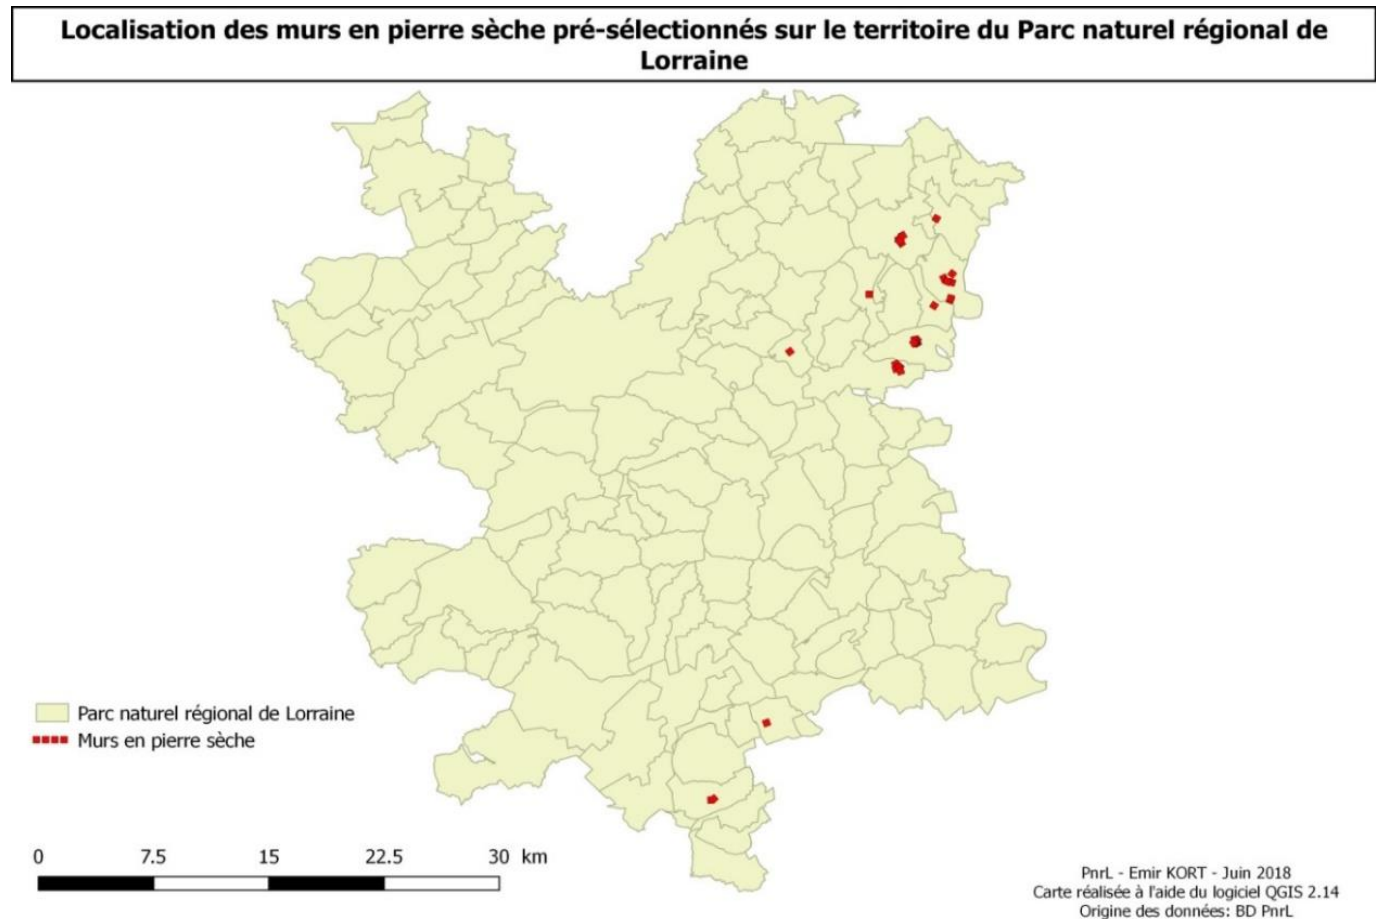 Localisation des murs en pierre sèche pré-sélectionnés sur le territoire du Parc naturel régional de
Lorraine
Parc naturel régional de Lorraine
Murs en pierre sèche
0 7.5 15 22.5 30 km
PnrL - Emir KORT - Juin 2018
Carte réalisée à l'aide du logiciel QGIS 2.14
Origine des données: BD PnrL